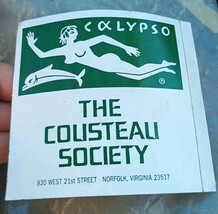 CALYPSO
®
THE
COUSTEAU
SOCIETY
930 WEST 21st STREET NORFOLK, VIRGINIA 23517